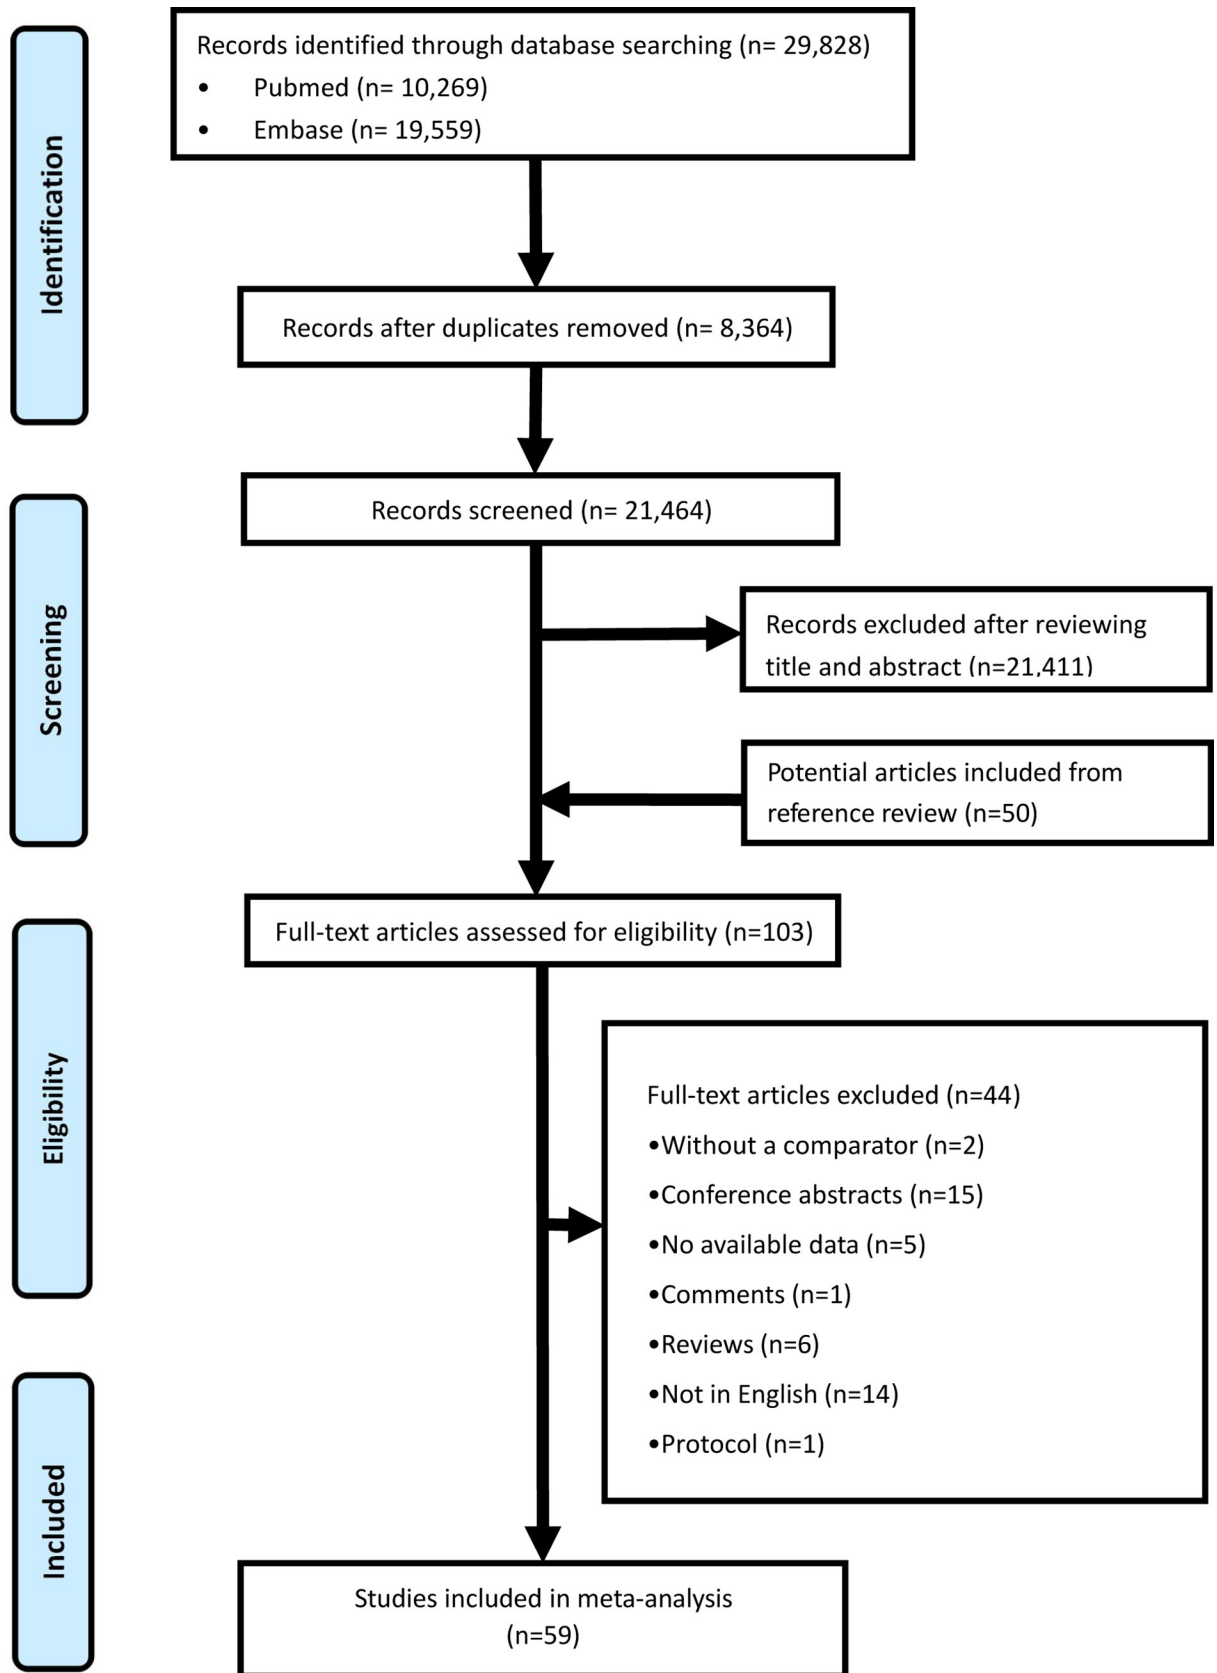 Identification
Records identified through database searching (n= 29,828)
• Pubmed (n= 10,269)
• Embase (n= 19,559)
Records after duplicates removed (n= 8,364)
Screening
Records screened (n= 21,464)
Records excluded after reviewing
title and abstract (n=21,411)
Potential articles included from
reference review (n=50)
Eligibility
Full-text articles assessed for eligibility (n=103)
Full-text articles excluded (n=44)
•Without a comparator (n=2)
•Conference abstracts (n=15)
•No available data (n=5)
•Comments (n=1)
•Reviews (n=6)
•Not in English (n=14)
•Protocol (n=1)
Included
Studies included in meta-analysis
(n=59)